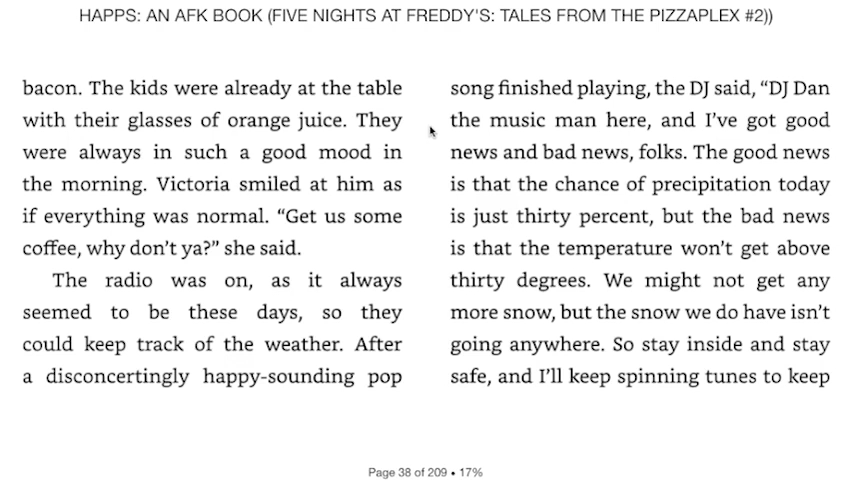 HAPPS: AN AFK BOOK (FIVE NIGHTS AT FREDDY'S: TALES FROM THE PIZZAPLEX #2))
bacon. The kids were already at the table
with their glasses of orange juice. They
were always in such a good mood in
the morning. Victoria smiled at him as
if everything was normal. “Get us some
coffee, why don’t ya?” she said.
The radio was on, as it always
seemed to be these days, so they
could keep track of the weather. After
a disconcertingly happy-sounding pop
song finished playing, the DJ said, “DJ Dan
the music man here, and I’ve got good
news and bad news, folks. The good news
is that the chance of precipitation today
is just thirty percent, but the bad news
is that the temperature won’t get above
thirty degrees. We might not get any
more snow, but the snow we do have isn’t
going anywhere. So stay inside and stay
safe, and I’ll keep spinning tunes to keep
Page 38 of 209 • 17%